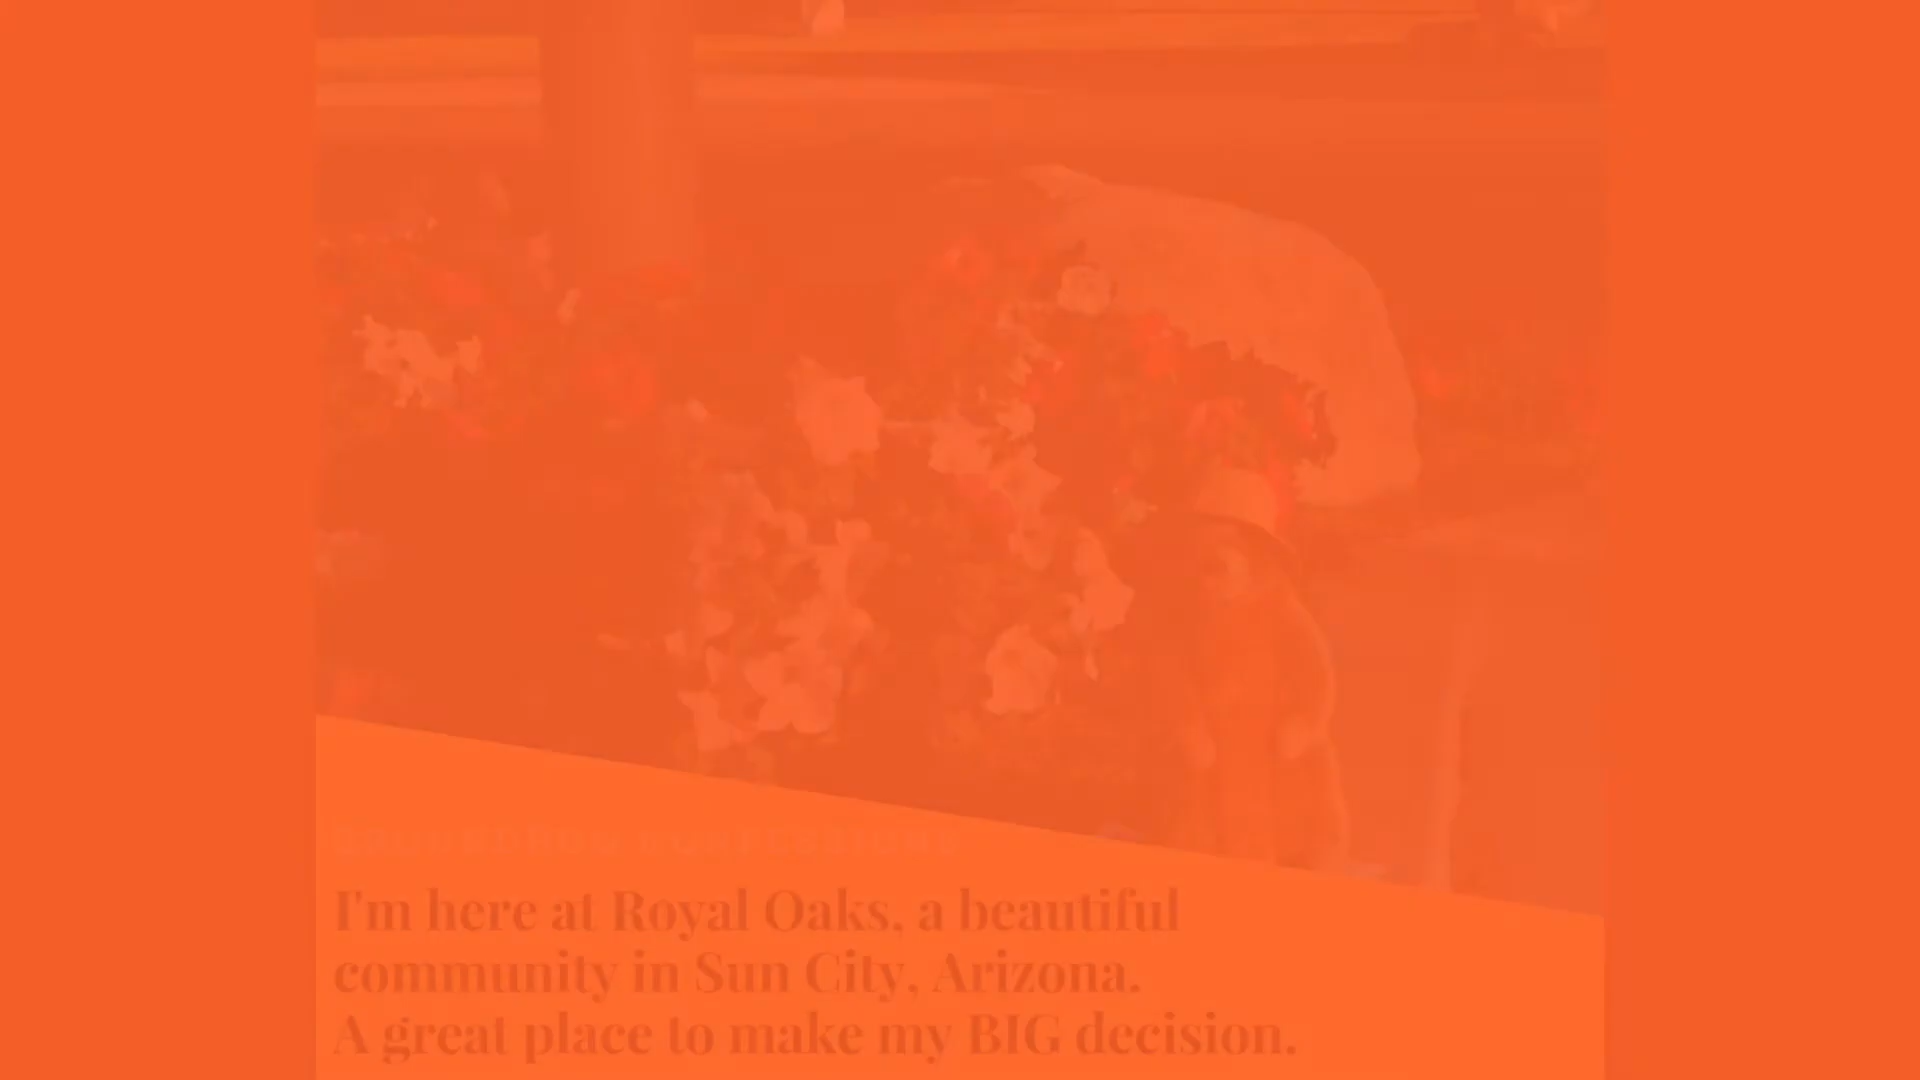 I'm here at Royal Oaks, a beautiful
community in Sun City, Arizona.
A great place to make my BIG decision.